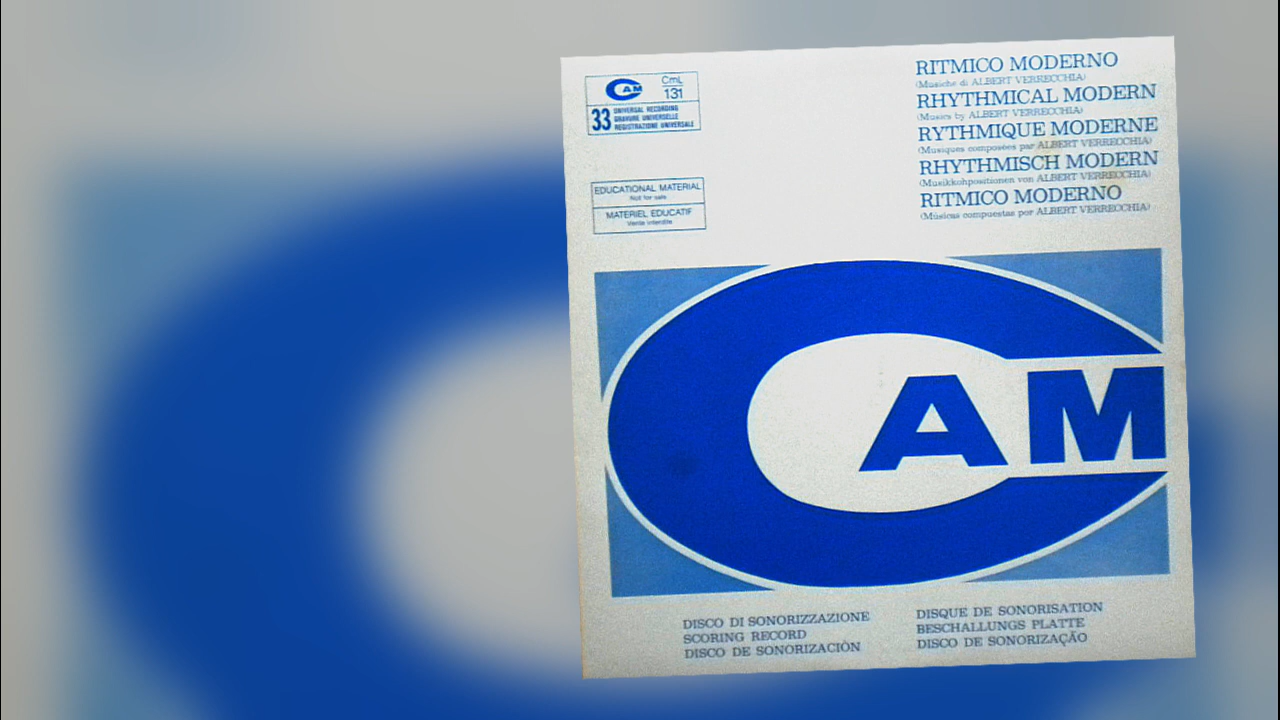 CAM
CmL
131
33
UNIVERSAL RECORDING
GRAVURE UNIVERSELLE
REGISTRAZIONE UNIVERSALE
EDUCATIONAL MATERIAL
Not for sale
MATERIEL EDUCATIF
Vente interdite
RITMICO MODERNO
(Musiche di ALBERT VERRECCHIA)
RHYTHMICAL MODERN
(Musics by ALBERT VERRECCHIA)
RYTHMIQUE MODERNE
(Musiques composées par ALBERT VERRECCHIA)
RHYTHMISCH MODERN
(Musikkohpositionen von ALBERT VERRECCHIA)
RITMICO MODERNO
(Músicas compuestas por ALBERT VERRECCHIA)
CAM
DISCO DI SONORIZZAZIONE
SCORING RECORD
DISCO DE SONORIZACIÓN
DISQUE DE SONORISATION
BESCHALLUNGS PLATTE
DISCO DE SONORIZAÇÃO